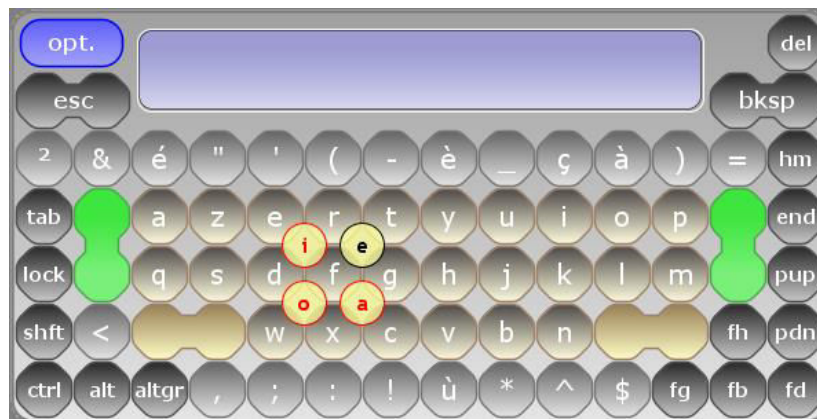 opt. del
esc bksp
² & é " ' ( - è _ ç à ) = hm
tab a z e r t y u i o p end
i e
lock q s d f g h j k l m pup
o a
shft < w x c v b n fh pdn
ctrl alt altgr , ; : ! ù * ^ $ fg fb fd